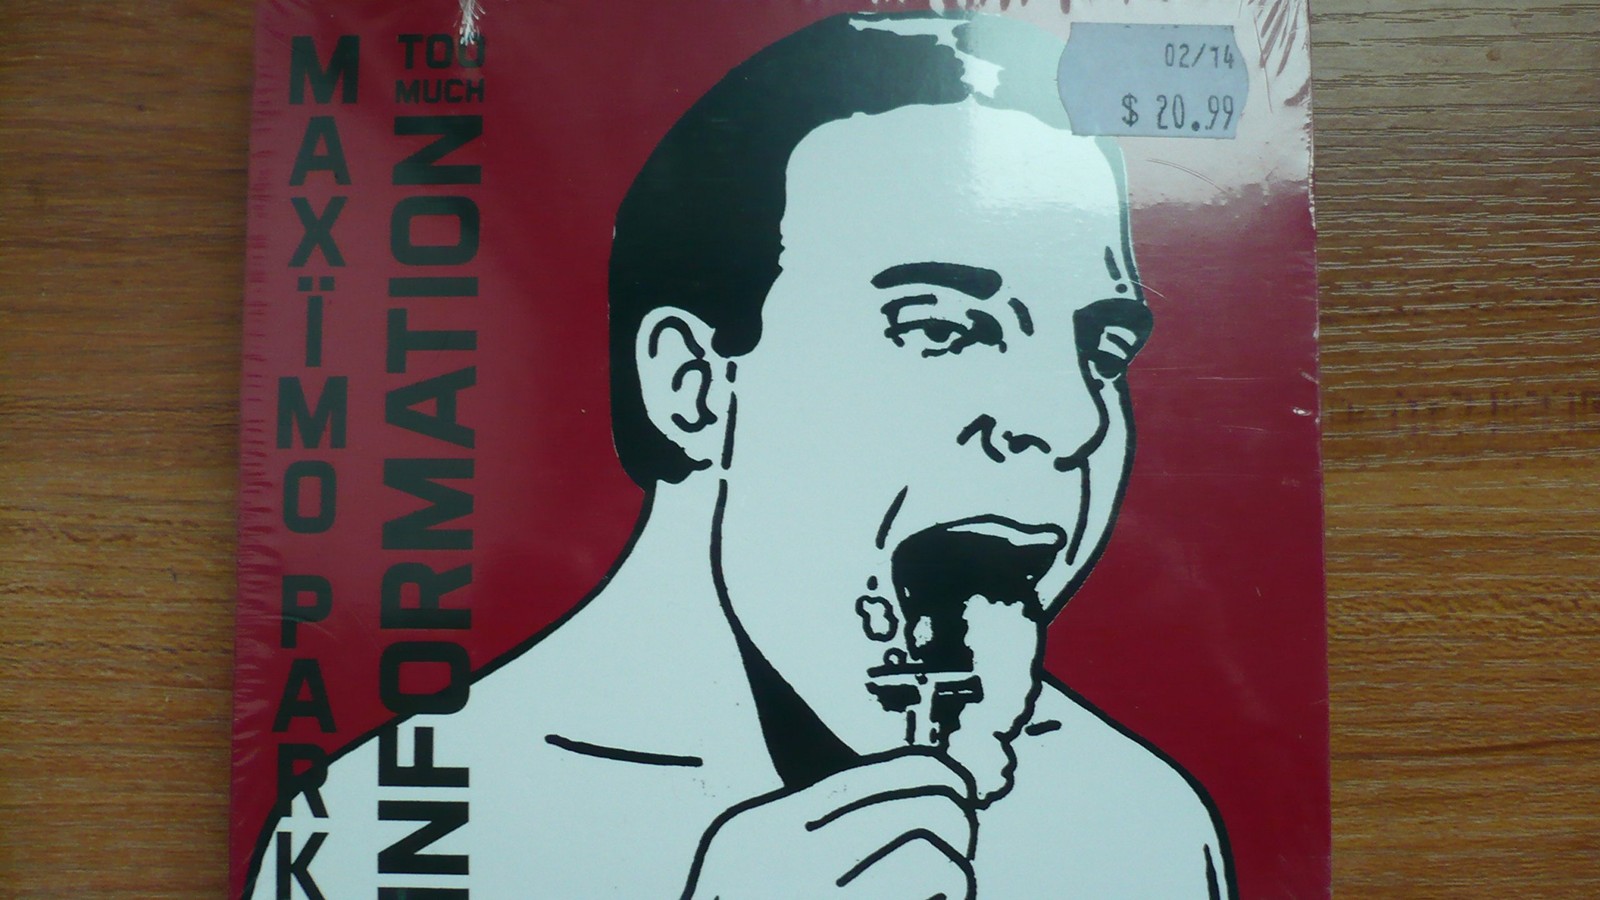 MAXÏMO PARK
TOO
MUCH
INFORMATION
02/14
$ 20.99